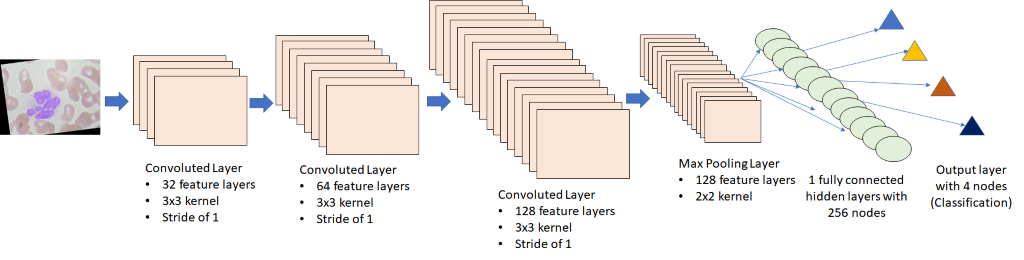 Convoluted Layer
• 32 feature layers
• 3x3 kernel
• Stride of 1
Convoluted Layer
• 64 feature layers
• 3x3 kernel
• Stride of 1
Convoluted Layer
• 128 feature layers
• 3x3 kernel
• Stride of 1
Max Pooling Layer
• 128 feature layers
• 2x2 kernel
1 fully connected
hidden layers with
256 nodes
Output layer
with 4 nodes
(Classification)